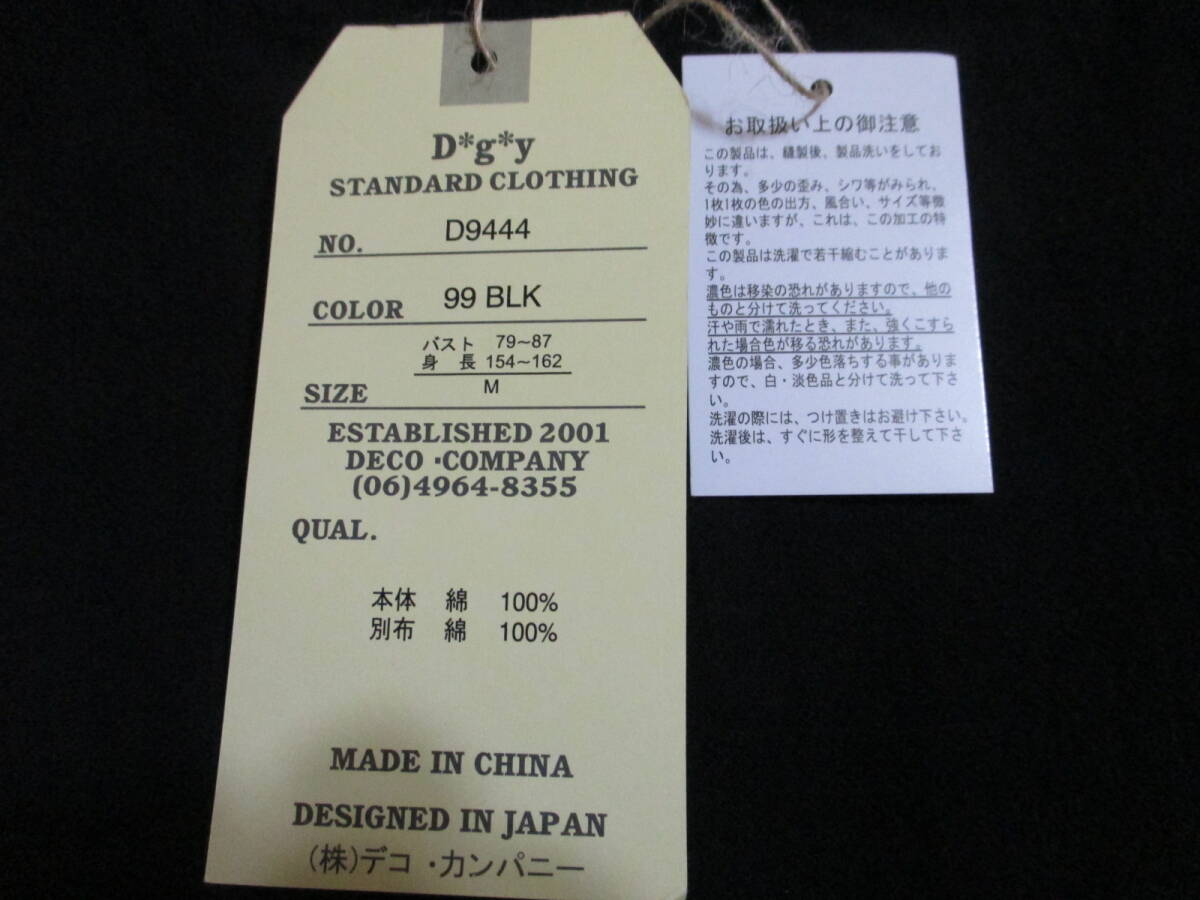 D*g*y
STANDARD CLOTHING
NO. D9444
COLOR 99 BLK
バスト 79~87
身 長 154~162
SIZE M
ESTABLISHED 2001
DECO・COMPANY
(06)4964-8355
QUAL.
本体 綿 100%
別布 綿 100%
MADE IN CHINA
DESIGNED IN JAPAN
(株)デコ・カンパニー
お取扱い上の御注意
この製品は、縫製後、製品洗いをしてお
ります。
その為、多少の歪み、シワ等がみられ、
1枚1枚の色の出方、風合い、サイズ等微
妙に違いますが、これは、この加工の特
徴です。
この製品は洗濯で若干縮むことがありま
す。
濃色は移染の恐れがありますので、他の
ものと分けて洗ってください。
汗や雨で濡れたとき、また、強くこすら
れた場合色が移る恐れがあります。
濃色の場合、多少色落ちする事がありま
すので、白・淡色品と分けて洗って下さ
い。
洗濯の際には、つけ置きはお避け下さい。
洗濯後は、すぐに形を整えて干して下さ
い。